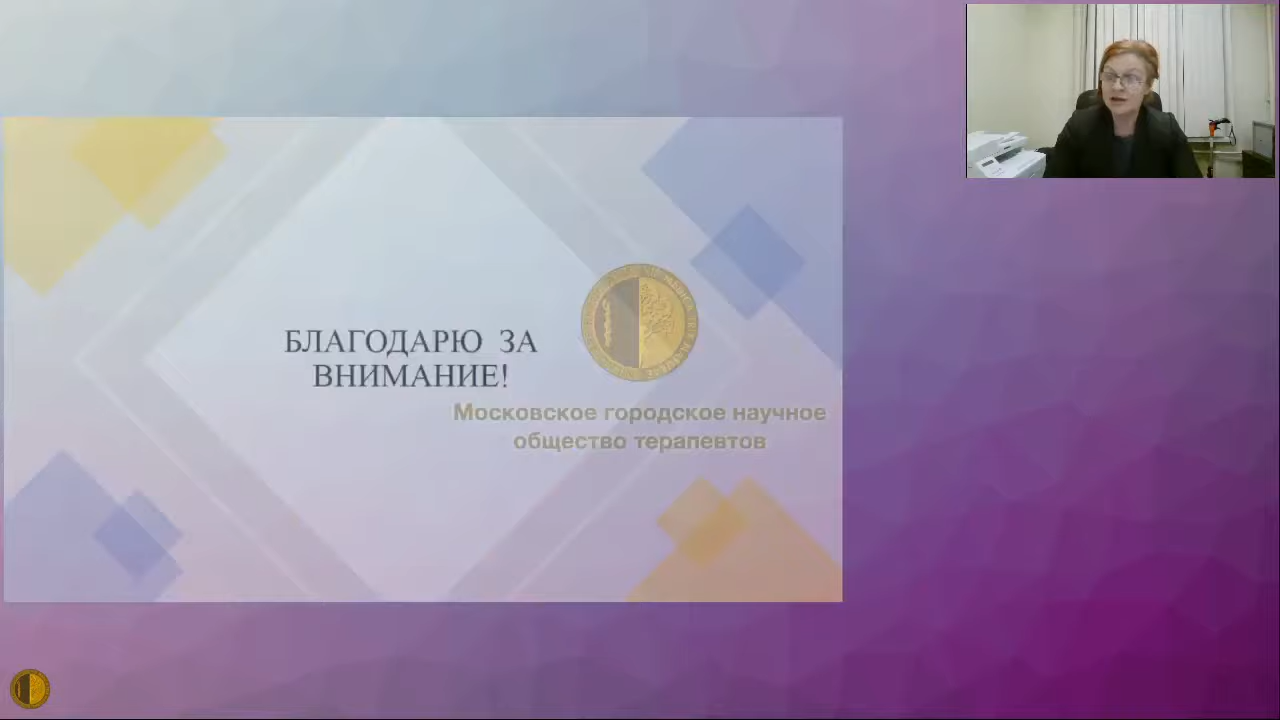 БЛАГОДАРЮ ЗА
ВНИМАНИЕ!
Московское городское научное
общество терапевтов